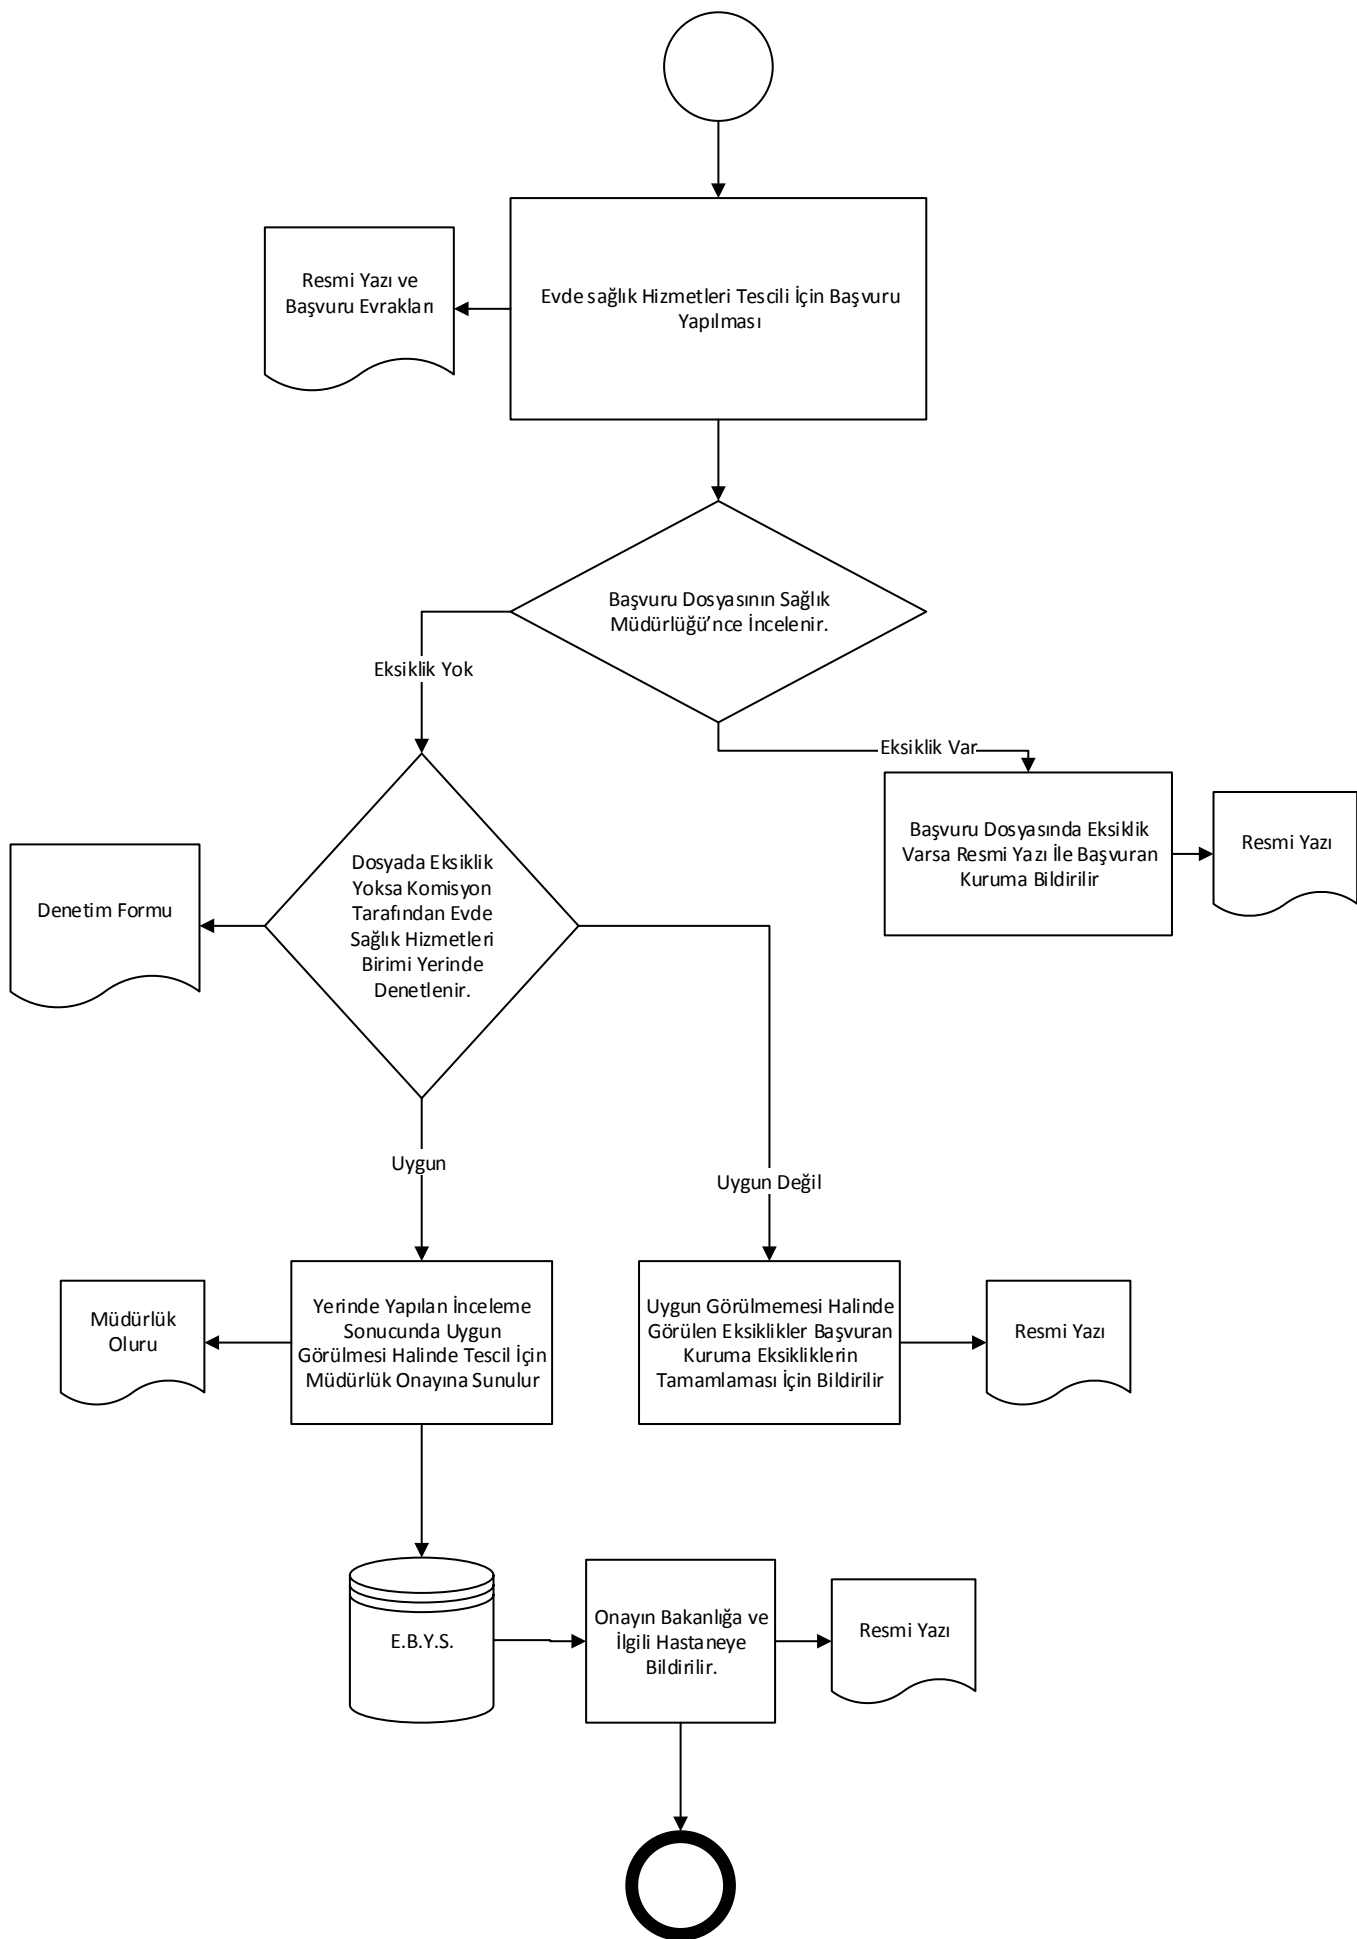 Resmi Yazı ve
Başvuru Evrakları
Evde sağlık Hizmetleri Tescili İçin Başvuru
Yapılması
Başvuru Dosyasının Sağlık
Müdürlüğü’nce İncelenir.
Eksiklik Yok
Eksiklik Var
Başvuru Dosyasında Eksiklik
Varsa Resmi Yazı İle Başvuran
Kuruma Bildirilir
Resmi Yazı
Denetim Formu
Dosyada Eksiklik
Yoksa Komisyon
Tarafından Evde
Sağlık Hizmetleri
Birimi Yerinde
Denetlenir.
Uygun
Uygun Değil
Müdürlük
Oluru
Yerinde Yapılan İnceleme
Sonucunda Uygun
Görülmesi Halinde Tescil İçin
Müdürlük Onayına Sunulur
Uygun Görülmemesi Halinde
Görülen Eksiklikler Başvuran
Kuruma Eksikliklerin
Tamamlaması İçin Bildirilir
Resmi Yazı
E.B.Y.S.
Onayın Bakanlığa ve
İlgili Hastaneye
Bildirilir.
Resmi Yazı